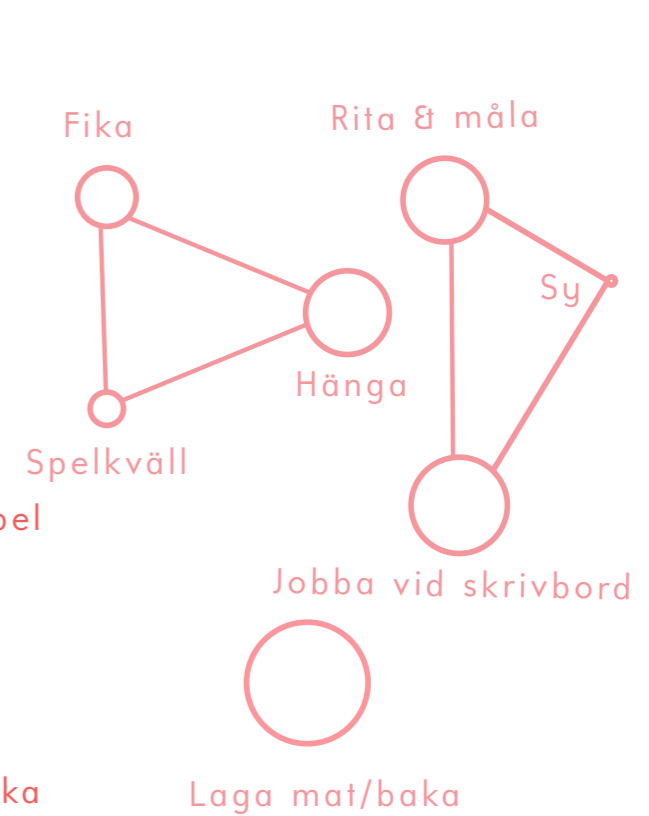 Fika
Rita & måla
Sy
Hänga
Spelkväll
Jobba vid skrivbord
Laga mat/baka